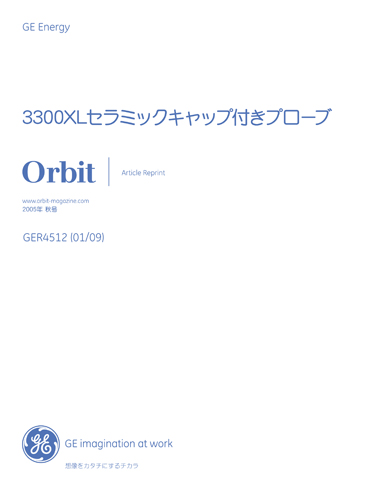 GE Energy
3300XLセラミックキャップ付きプローブ
Orbit
Article Reprint
www.orbit-magazine.com
2005年 秋号
GER4512 (01/09)
GE imagination at work
想像をカタチにするチカラ